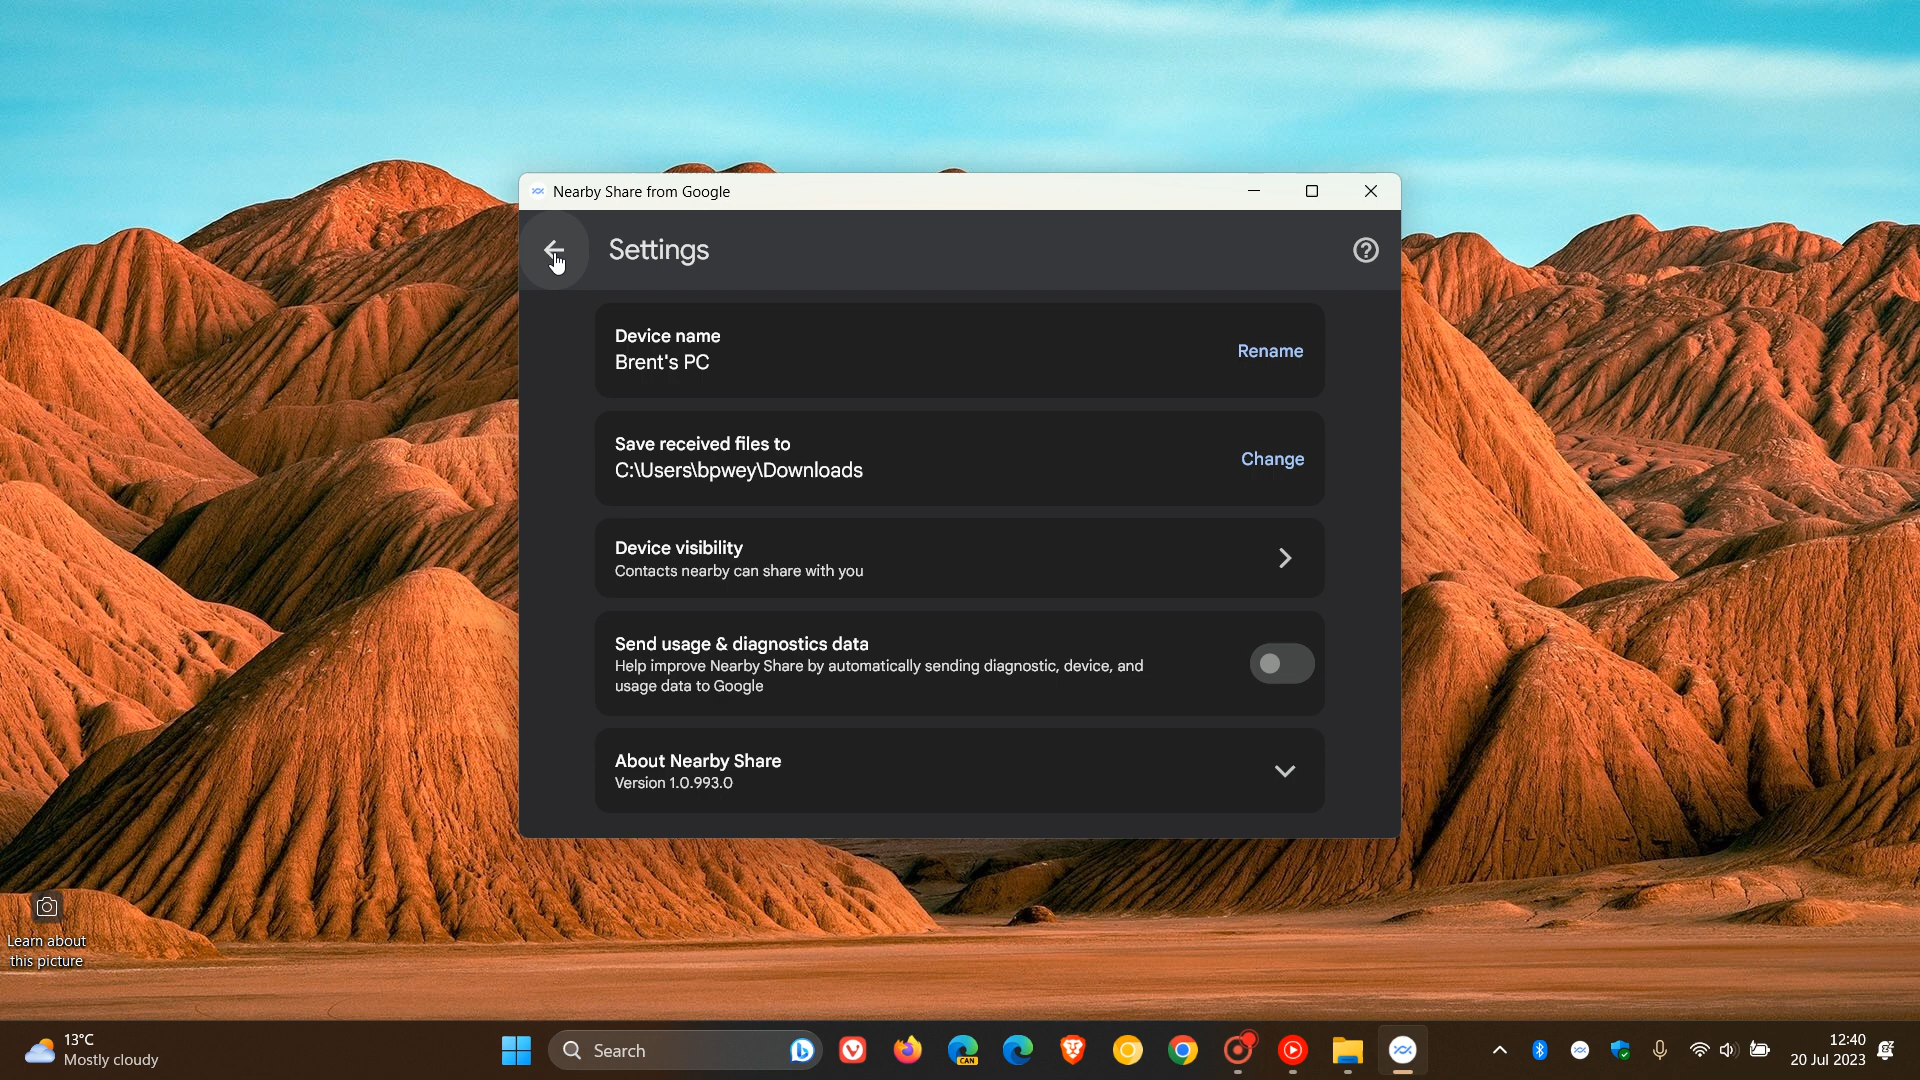 Nearby Share from Google
Settings
Device name
Brent's PC
Rename
Save received files to
C:\Users\bpwey\Downloads
Change
Device visibility
Contacts nearby can share with you
Send usage & diagnostics data
Help improve Nearby Share by automatically sending diagnostic, device, and
usage data to Google
About Nearby Share
Version 1.0.993.0
Learn about
this picture
13°C
Mostly cloudy
Search
CAN
12:40
20 Jul 2023